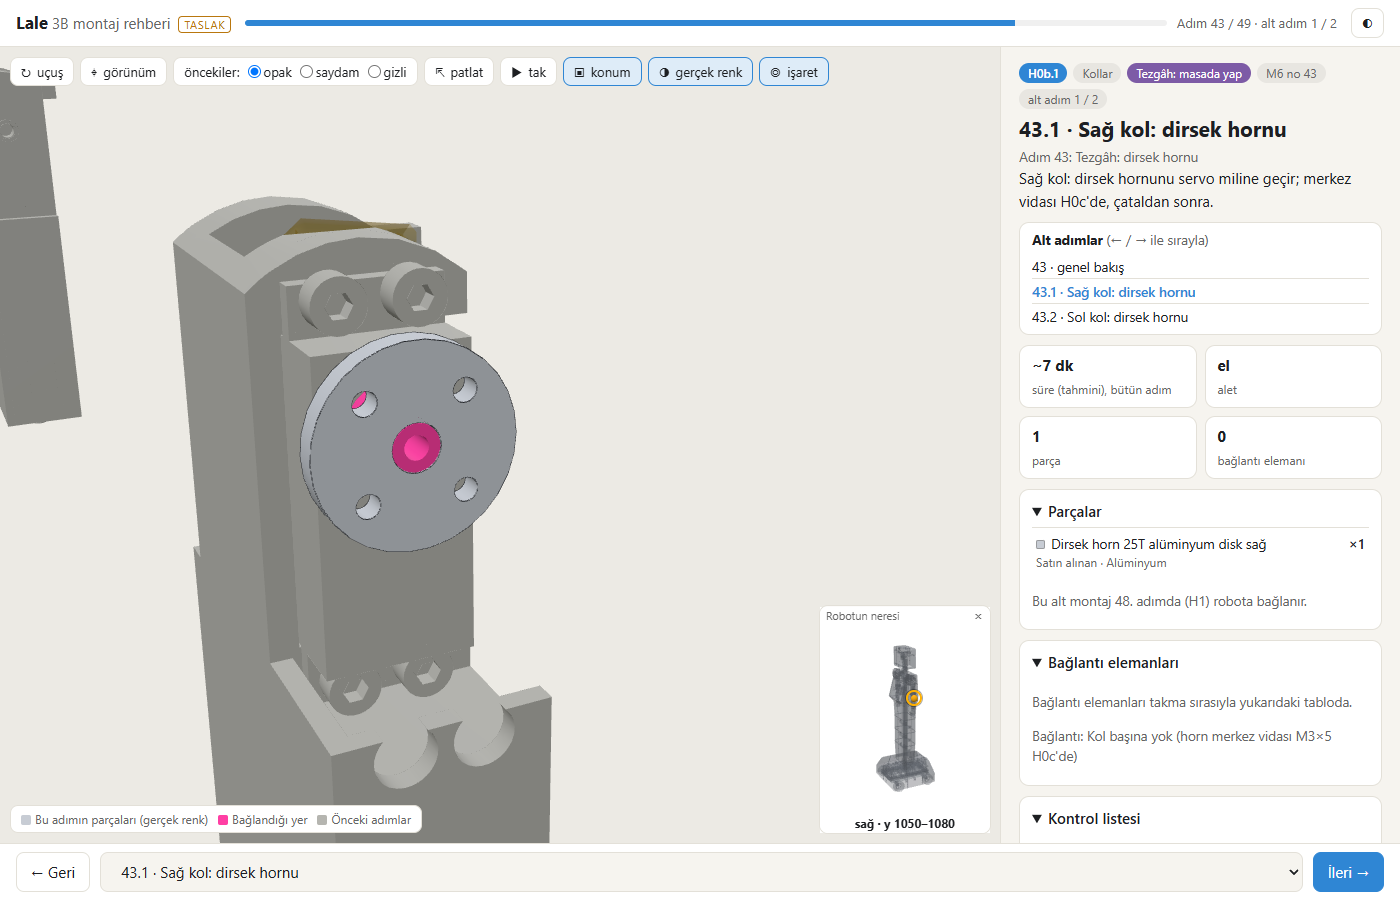 Lale 3B montaj rehberi TASLAK
Adım 43 / 49 · alt adım 1 / 2
↻ uçuş
⌖ görünüm
öncekiler: opak saydam gizli
⇱ patlat
▶ tak
▣ konum
◑ gerçek renk
◎ işaret
H0b.1 Kollar Tezgâh: masada yap M6 no 43
alt adım 1 / 2
43.1 · Sağ kol: dirsek hornu
Adım 43: Tezgâh: dirsek hornu
Sağ kol: dirsek hornunu servo miline geçir; merkez
vidası H0c'de, çataldan sonra.
Alt adımlar (← / → ile sırayla)
43 · genel bakış
43.1 · Sağ kol: dirsek hornu
43.2 · Sol kol: dirsek hornu
~7 dk
süre (tahmini), bütün adım
el
alet
1
parça
0
bağlantı elemanı
▼ Parçalar
Dirsek horn 25T alüminyum disk sağ ×1
Satın alınan · Alüminyum
Bu alt montaj 48. adımda (H1) robota bağlanır.
▼ Bağlantı elemanları
Bağlantı elemanları takma sırasıyla yukarıdaki tabloda.
Bağlantı: Kol başına yok (horn merkez vidası M3×5
H0c'de)
▼ Kontrol listesi
Robotun neresi ×
sağ · y 1050–1080
Bu adımın parçaları (gerçek renk) Bağlandığı yer Önceki adımlar
← Geri
43.1 · Sağ kol: dirsek hornu
İleri →